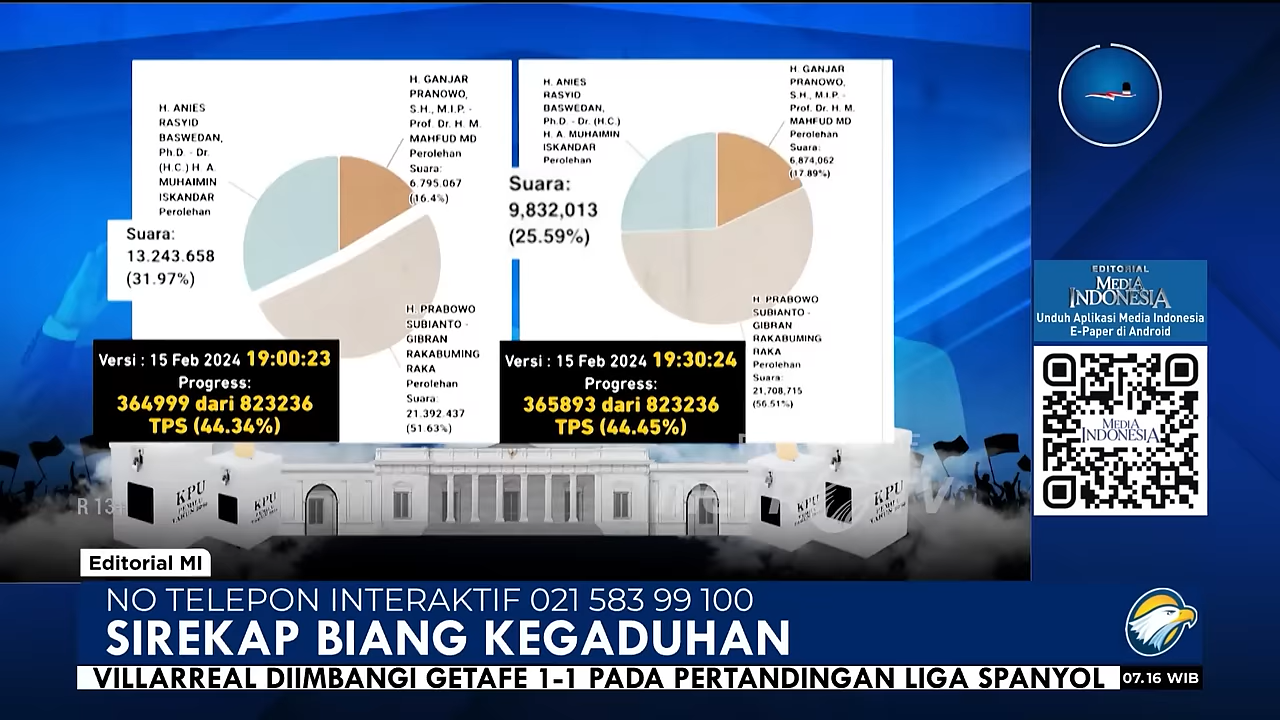 H. ANIES
RASYID
BASWEDAN,
Ph.D. - Dr.
(H.C.) H A.
MUHAIMIN
ISKANDAR
Perolehan
Suara:
13.243.658
(31.97%)
H. GANJAR
PRANOWO,
S.H., M.I.P. -
Prof. Dr. H. M.
MAHFUD MD
Perolehan
Suara:
6.795.067
(16.4%)
H. PRABOWO
SUBIANTO -
GIBRAN
RAKABUMING
RAKA
Perolehan
Suara:
21.392.437
(51.63%)
Versi : 15 Feb 2024 19:00:23
Progress:
364999 dari 823236
TPS (44.34%)
H. ANIES
RASYID
BASWEDAN,
Ph.D. - Dr. (H.C.)
H. A. MUHAIMIN
ISKANDAR
Perolehan
Suara:
9,832,013
(25.59%)
H. GANJAR
PRANOWO,
S.H., M.I.P. -
Prof. Dr. H. M.
MAHFUD MD
Perolehan
Suara:
6,874,062
(17.89%)
H. PRABOWO
SUBIANTO -
GIBRAN
RAKABUMING
RAKA
Perolehan
Suara:
21,708,715
(56.51%)
Versi : 15 Feb 2024 19:30:24
Progress:
365893 dari 823236
TPS (44.45%)
EDITORIAL
MEDIA
INDONESIA
Unduh Aplikasi Media Indonesia
E-Paper di Android
MEDIA
INDONESIA
R 13+
KPU
PEMILU
KPU
KPU
KPU
tv
Editorial MI
NO TELEPON INTERAKTIF 021 583 99 100
SIREKAP BIANG KEGADUHAN
VILLARREAL DIIMBANGI GETAFE 1-1 PADA PERTANDINGAN LIGA SPANYOL
07.16 WIB